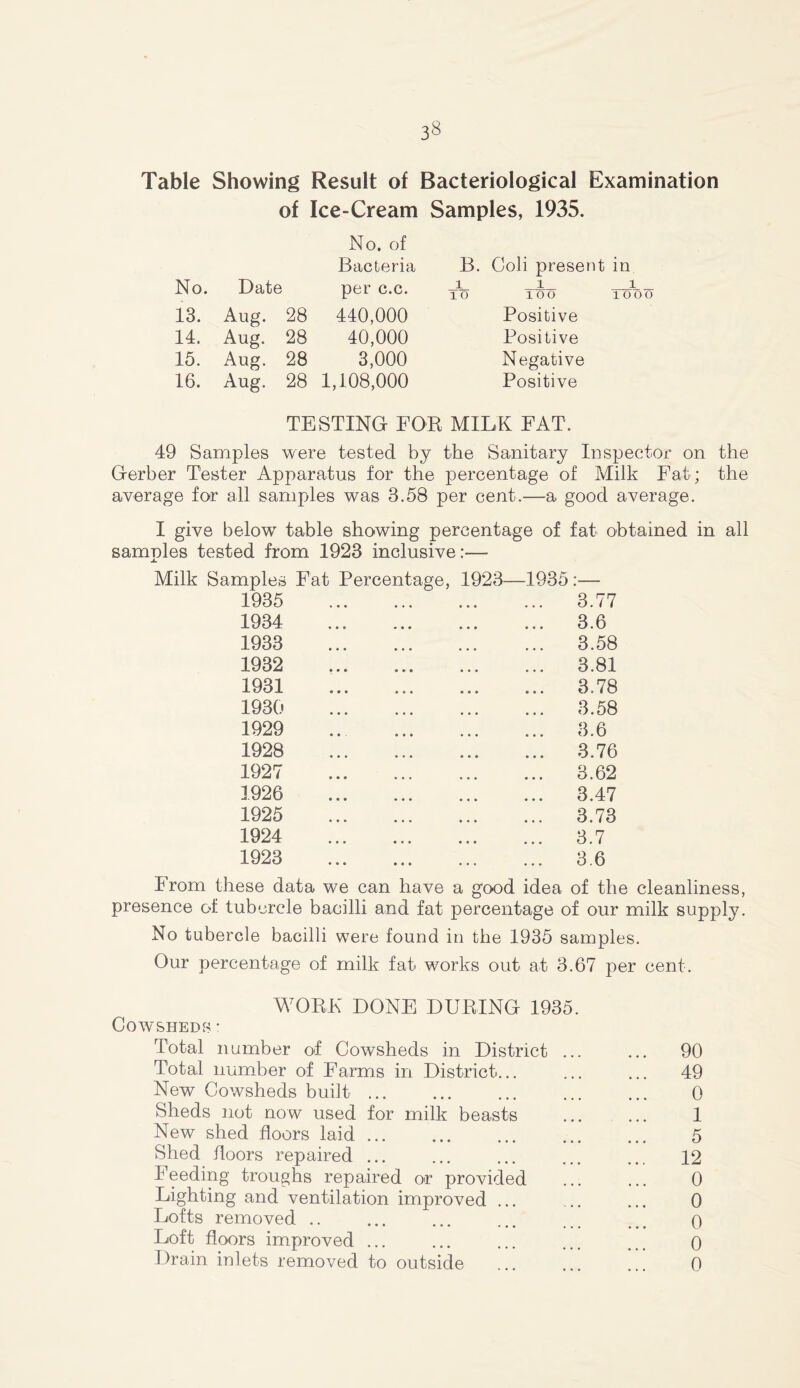 38
Table Showing Result of Bacteriological Examination
of Ice-Cream Samples, 1935.
No. of
Bacteria B. Coli present in
No. Date per c.c. 1/10 1/100 1/1000
13. Aug. 28 440,000 Positive
14. Aug. 28 40,000 Positive
15. Aug. 28 3,000 Negative
16. Aug. 28 1,108,000 Positive
TESTING FOR MILK FAT.
49 Samples were tested by the Sanitary Inspector on the
Gerber Tester Apparatus for the percentage of Milk Fat; the
average for all samples was 3.58 per cent.—a good average.
I give below table showing percentage of fat obtained in all
samples tested from 1923 inclusive:—
Milk Samples Fat Percentage, 1923—1935:—
1935 ... ... ... ... 3.77
1934 ... ... ... ... 3.6
1933 ... ... ... ... 3.58
1932 ... ... ... ... 3.81
1931 ... ... ... ... 3.78
1930 ... ... ... ... 3.58
1929 .. ... ... ... 3.6
1928 ... ... ... ... 3.76
1927 ... ... ... ... 3.62
1926 ... ... ... ... 3.47
1925 ... ... ... ... 3.73
1924 ... ... ... ... 3.7
1923 ... ... ... ... 3.6
From these data we can have a good idea of the cleanliness,
presence of tubercle bacilli and fat percentage of our milk supply.
No tubercle bacilli were found in the 1935 samples.
Our percentage of milk fat works out at 3.67 per cent.
WORK DONE DURING 1935.
COWSHEDS:
Total number of Cowsheds in District ... ... 90
Total number of Farms in District... ... ... 49
New Cowsheds built ... ... ... ... ... 0
Sheds not now used for milk beasts ... ... 1
New shed floors laid ... ... ... ... ... 5
Shed floors repaired ... ... ... ... ... 12
Feeding troughs repaired or provided ... ... 0
Lighting and ventilation improved ... .. ... 0
Lofts removed .. ... ... ... ... ... 0
Loft floors improved ... ... ... ... ... 0
Drain inlets removed to outside ... ... ... 0